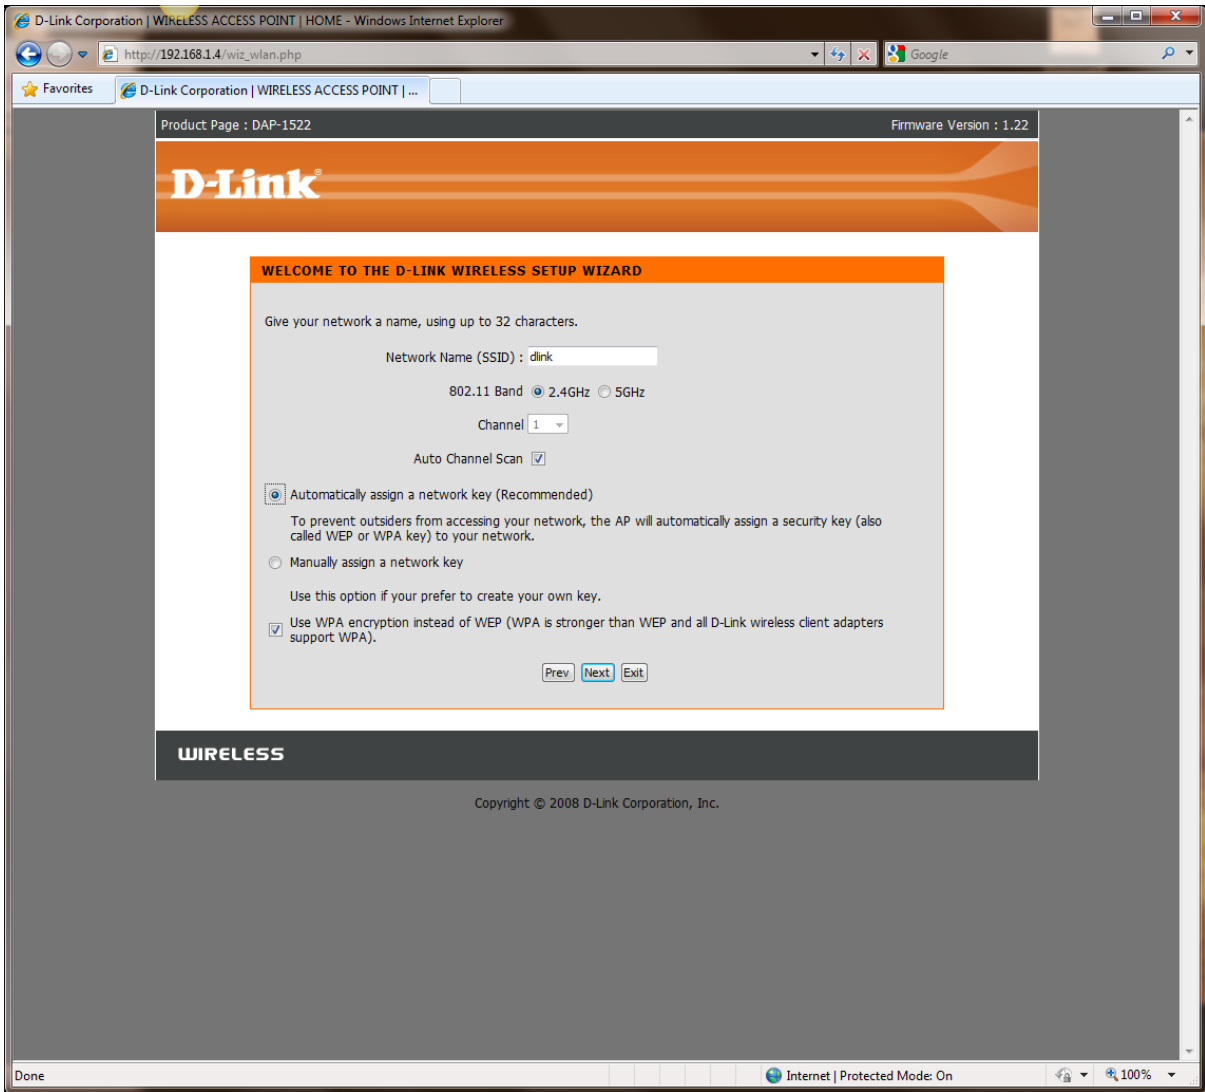 D-Link Corporation | WIRELESS ACCESS POINT | HOME - Windows Internet Explorer
http://192.168.1.4/wiz_wlan.php
Google
Favorites
D-Link Corporation | WIRELESS ACCESS POINT | ...
Product Page : DAP-1522
Firmware Version : 1.22
D-Link®
WELCOME TO THE D-LINK WIRELESS SETUP WIZARD
Give your network a name, using up to 32 characters.
Network Name (SSID) : dlink
802.11 Band 2.4GHz 5GHz
Channel 1
Auto Channel Scan
Automatically assign a network key (Recommended)
To prevent outsiders from accessing your network, the AP will automatically assign a security key (also
called WEP or WPA key) to your network.
Manually assign a network key
Use this option if your prefer to create your own key.
Use WPA encryption instead of WEP (WPA is stronger than WEP and all D-Link wireless client adapters
support WPA).
Prev Next Exit
WIRELESS
Copyright © 2008 D-Link Corporation, Inc.
Done
Internet | Protected Mode: On
100%